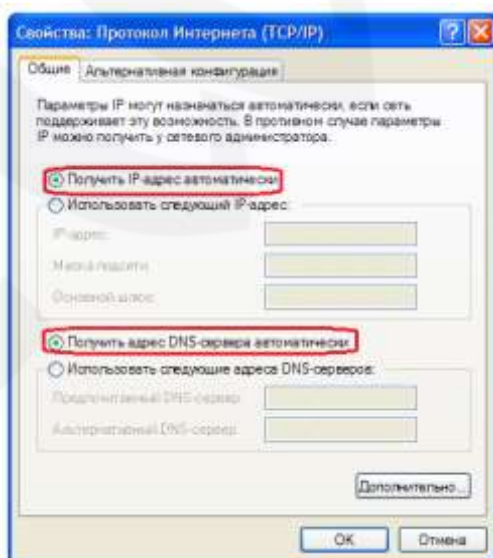 Свойства: Протокол Интернета (TCP/IP)
Общие Альтернативная конфигурация
Параметры IP могут назначаться автоматически, если сеть
поддерживает эту возможность. В противном случае параметры
IP можно получить у сетевого администратора.
Получить IP-адрес автоматически
Использовать следующий IP-адрес:
IP-адрес:
Маска подсети:
Основной шлюз:
Получить адрес DNS-сервера автоматически
Использовать следующие адреса DNS-серверов:
Предпочитаемый DNS-сервер:
Альтернативный DNS-сервер:
Дополнительно...
OK Отмена